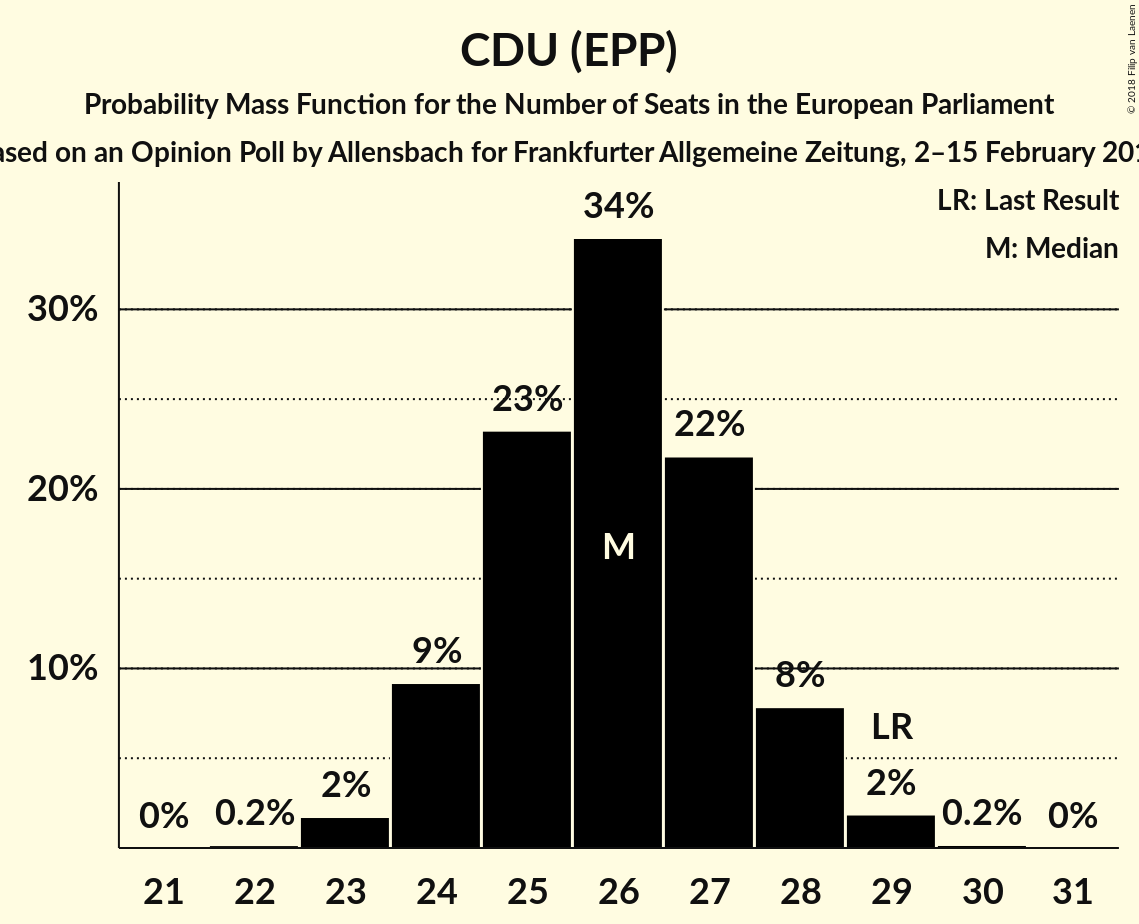 © 2018 Filip van Laenen
CDU (EPP)
Probability Mass Function for the Number of Seats in the European Parliament
ased on an Opinion Poll by Allensbach for Frankfurter Allgemeine Zeitung, 2–15 February 201
LR: Last Result
M: Median
34%
30%
23%
22%
20%
M
9%
10%
8%
LR
2%
2%
0%
0.2%
0.2%
0%
21 22 23 24 25 26 27 28 29 30 31